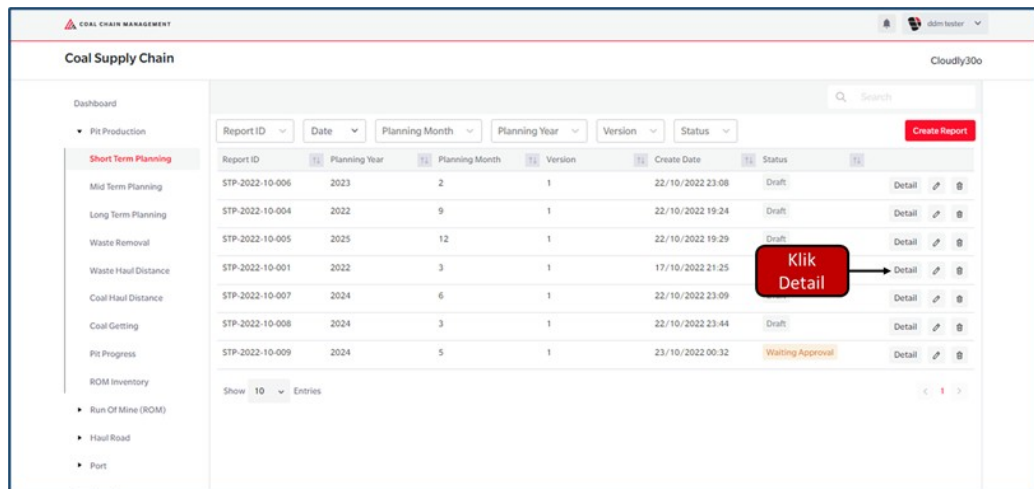 COAL CHAIN MANAGEMENT
ddm tester
Coal Supply Chain
Cloudly30o
Search
Dashboard
Pit Production
Short Term Planning
Mid Term Planning
Long Term Planning
Waste Removal
Waste Haul Distance
Coal Haul Distance
Coal Getting
Pit Progress
ROM Inventory
Run Of Mine (ROM)
Haul Road
Port
Report ID Date Planning Month Planning Year Version Status Create Report
Report ID Planning Year Planning Month Version Create Date Status
STP-2022-10-006 2023 2 1 22/10/2022 23:08 Draft Detail
STP-2022-10-004 2022 9 1 22/10/2022 19:24 Draft Detail
STP-2022-10-005 2025 12 1 22/10/2022 19:29 Draft Detail
STP-2022-10-001 2022 3 1 17/10/2022 21:25 Detail
STP-2022-10-007 2024 6 1 22/10/2022 23:09 Detail
STP-2022-10-008 2024 3 1 22/10/2022 23:44 Draft Detail
STP-2022-10-009 2024 5 1 23/10/2022 00:32 Waiting Approval Detail
Klik
Detail
Show 10 Entries
1